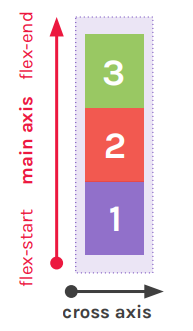 flex-end
main axis
flex-start
3
2
1
cross axis